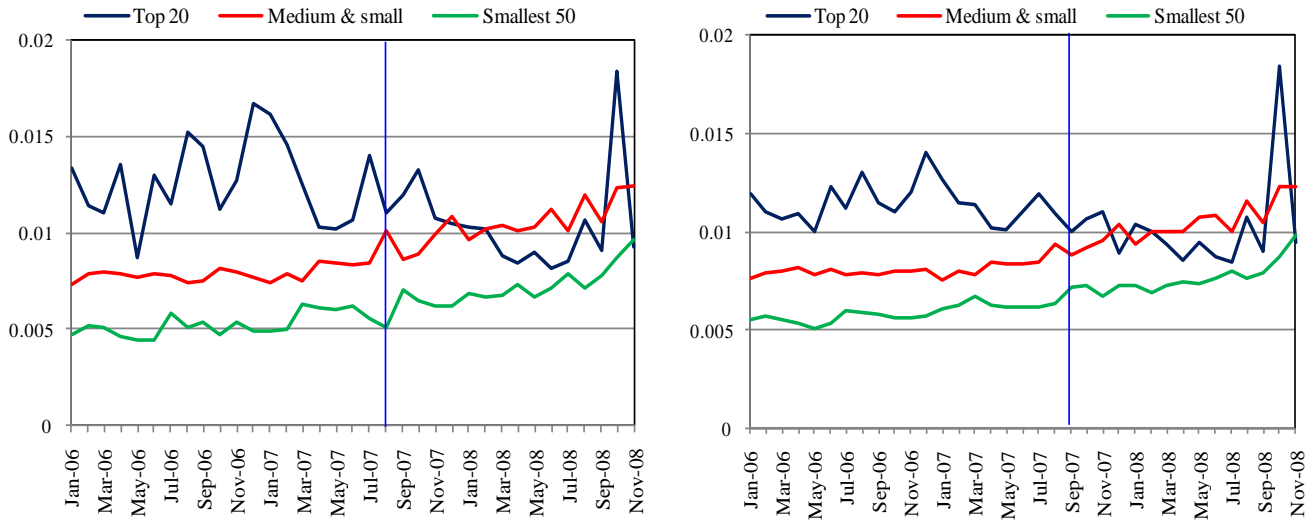 Top 20 Medium & small Smallest 50
0.02
0.015
0.01
0.005
0
Jan-06 Mar-06 May-06 Jul-06 Sep-06 Nov-06 Jan-07 Mar-07 May-07 Jul-07 Sep-07 Nov-07 Jan-08 Mar-08 May-08 Jul-08 Sep-08 Nov-08
Top 20 Medium & small Smallest 50
0.02
0.015
0.01
0.005
0
Jan-06 Mar-06 May-06 Jul-06 Sep-06 Nov-06 Jan-07 Mar-07 May-07 Jul-07 Sep-07 Nov-07 Jan-08 Mar-08 May-08 Jul-08 Sep-08 Nov-08